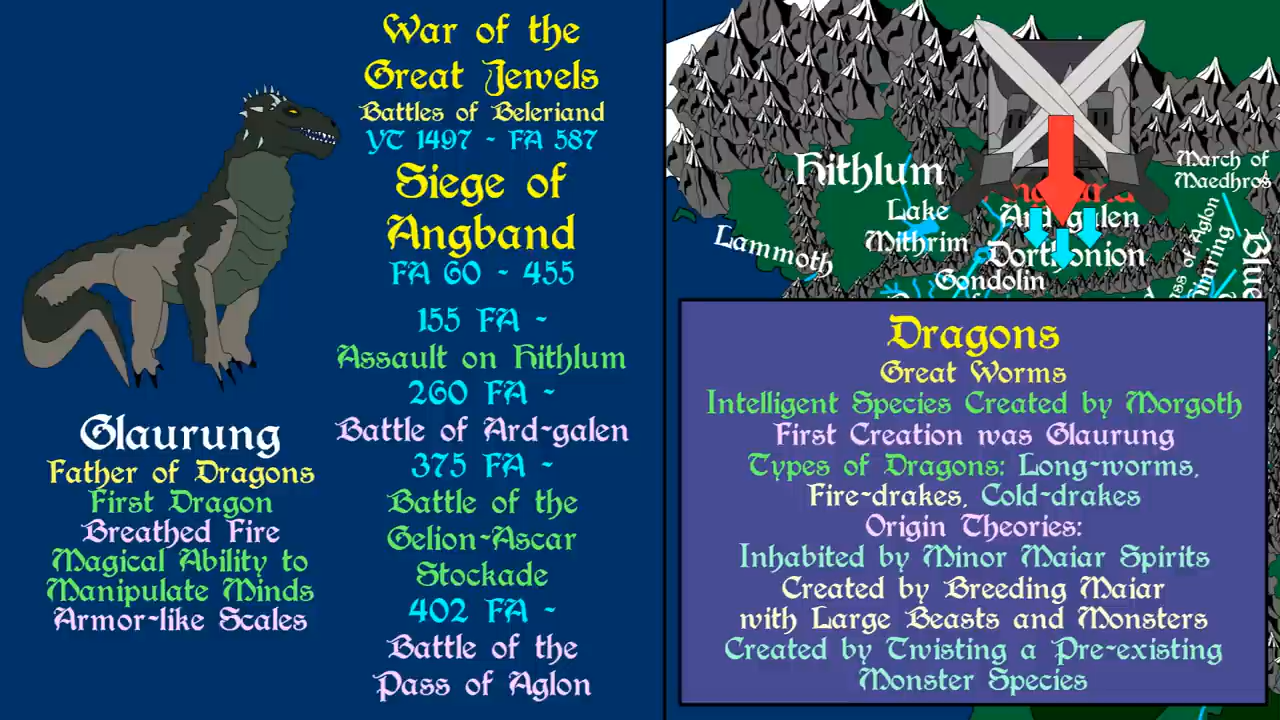 War of the
Great Jewels
Battles of Beleriand
YT 1497 - FA 587
Siege of
Angband
FA 60 - 455
155 FA -
Assault on Hithlum
260 FA -
Battle of Ard-galen
375 FA -
Battle of the
Gelion-Ascar
Stockade
402 FA -
Battle of the
Pass of Aglon
Glaurung
Father of Dragons
First Dragon
Breathed Fire
Magical Ability to
Manipulate Minds
Armor-like Scales
Hithlum
Lake
Mithrim
Lammoth
Ard-galen
Dorthonion
Gondolin
March of
Maedhros
Dragons
Great Worms
Intelligent Species Created by Morgoth
First Creation was Glaurung
Types of Dragons: Long-worms,
Fire-drakes, Cold-drakes
Origin Theories:
Inhabited by Minor Maiar Spirits
Created by Breeding Maiar
with Large Beasts and Monsters
Created by Twisting a Pre-existing
Monster Species